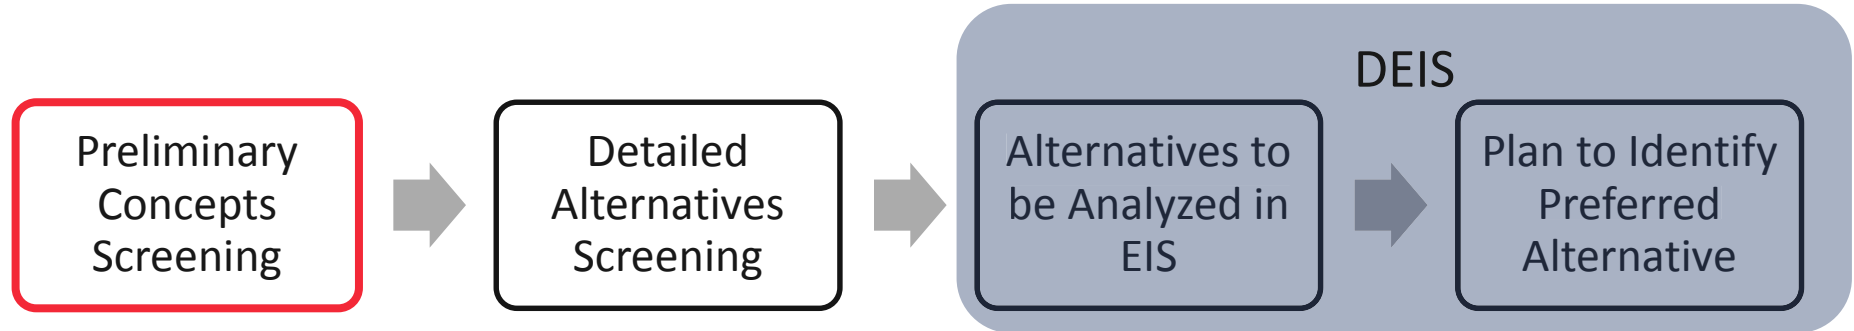 Preliminary
Concepts
Screening
Detailed
Alternatives
Screening
DEIS
Alternatives to
be Analyzed in
EIS
Plan to Identify
Preferred
Alternative